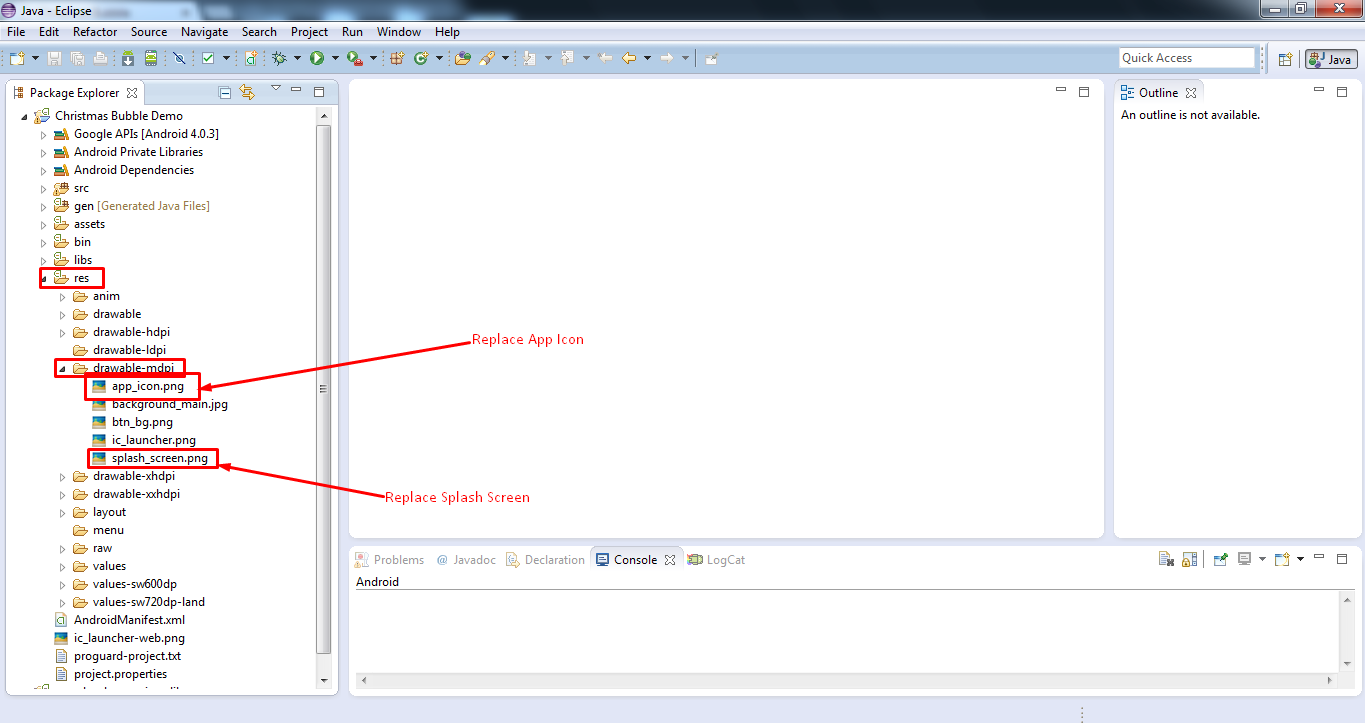 Java - Eclipse
File Edit Refactor Source Navigate Search Project Run Window Help
Quick Access
Java
Package Explorer
Christmas Bubble Demo
Google APIs [Android 4.0.3]
Android Private Libraries
Android Dependencies
src
gen [Generated Java Files]
assets
bin
libs
res
anim
drawable
drawable-hdpi
drawable-ldpi
drawable-mdpi
app_icon.png
background_main.jpg
btn_bg.png
ic_launcher.png
splash_screen.png
drawable-xhdpi
drawable-xxhdpi
layout
menu
raw
values
values-sw600dp
values-sw720dp-land
AndroidManifest.xml
ic_launcher-web.png
proguard-project.txt
project.properties
Replace App Icon
Replace Splash Screen
Outline
An outline is not available.
Problems @ Javadoc Declaration Console LogCat
Android